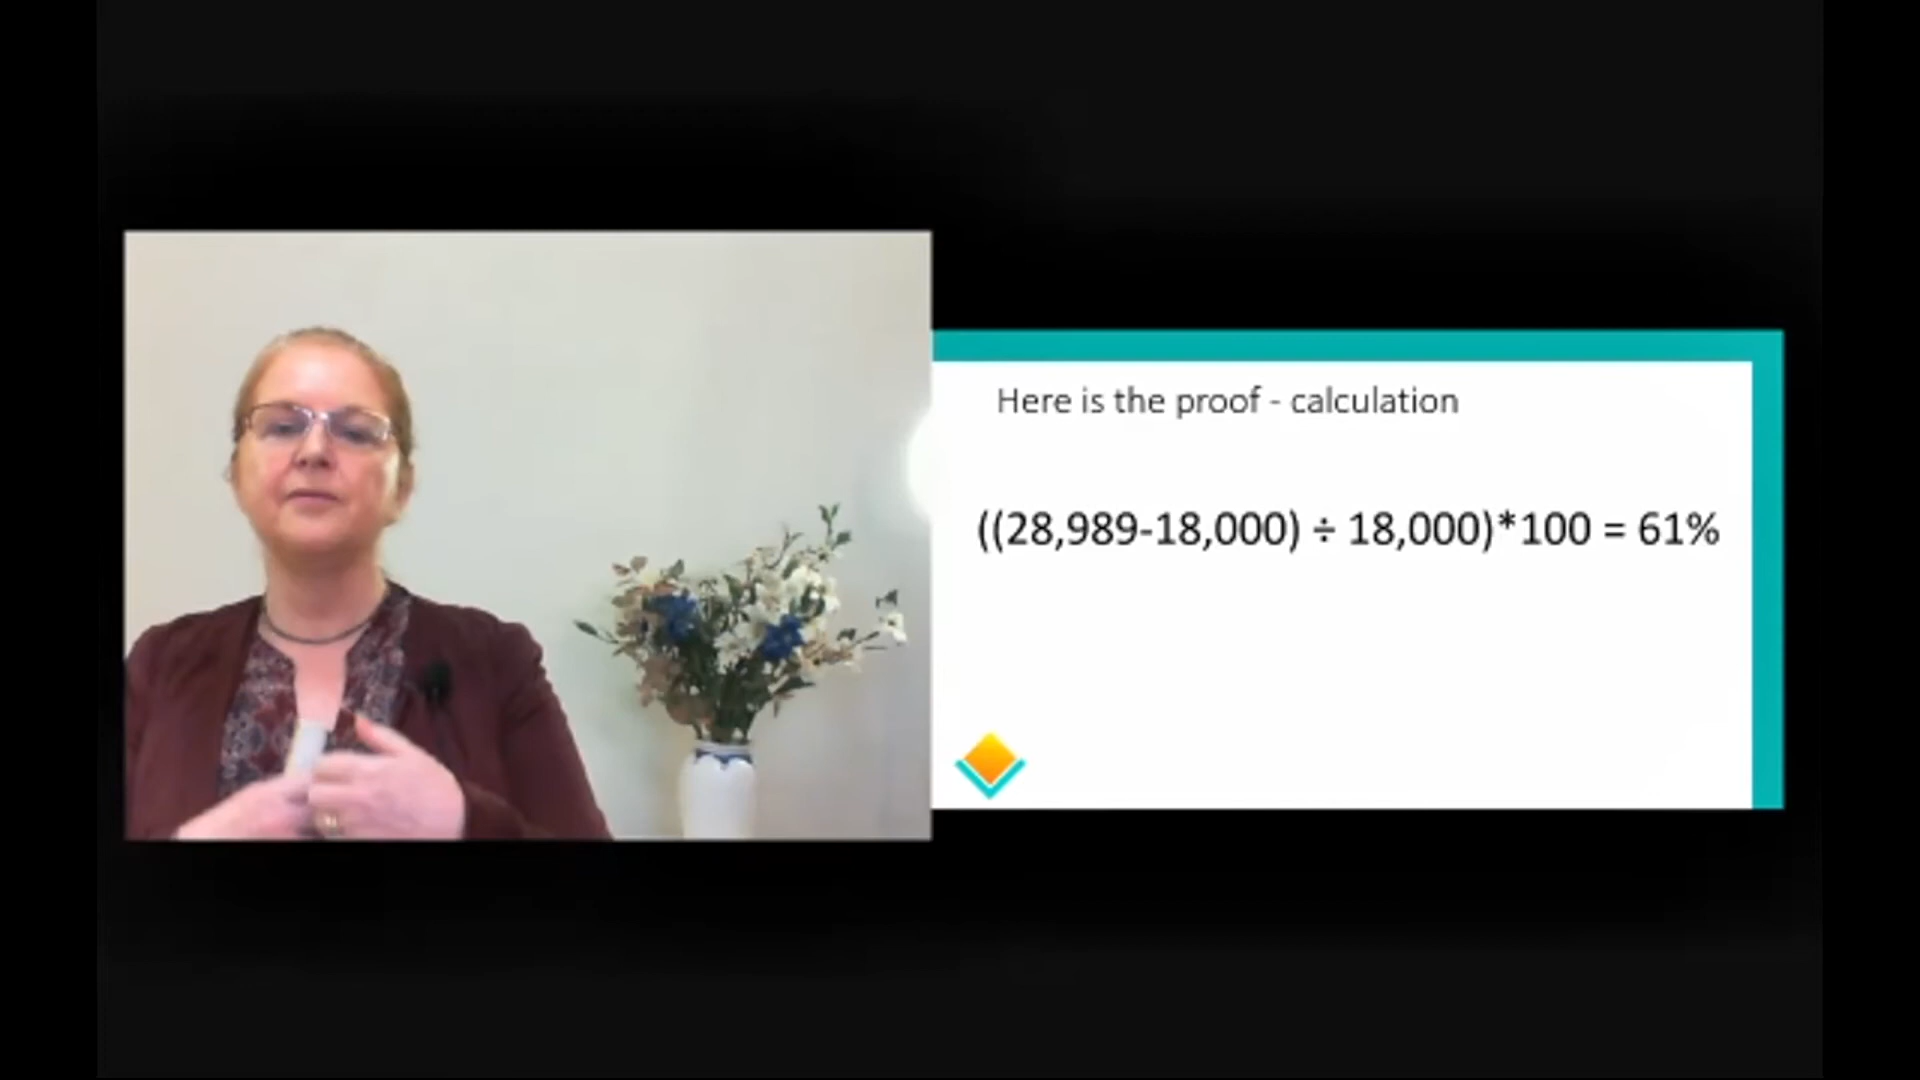 Here is the proof - calculation
((28,989-18,000) ÷ 18,000)*100 = 61%